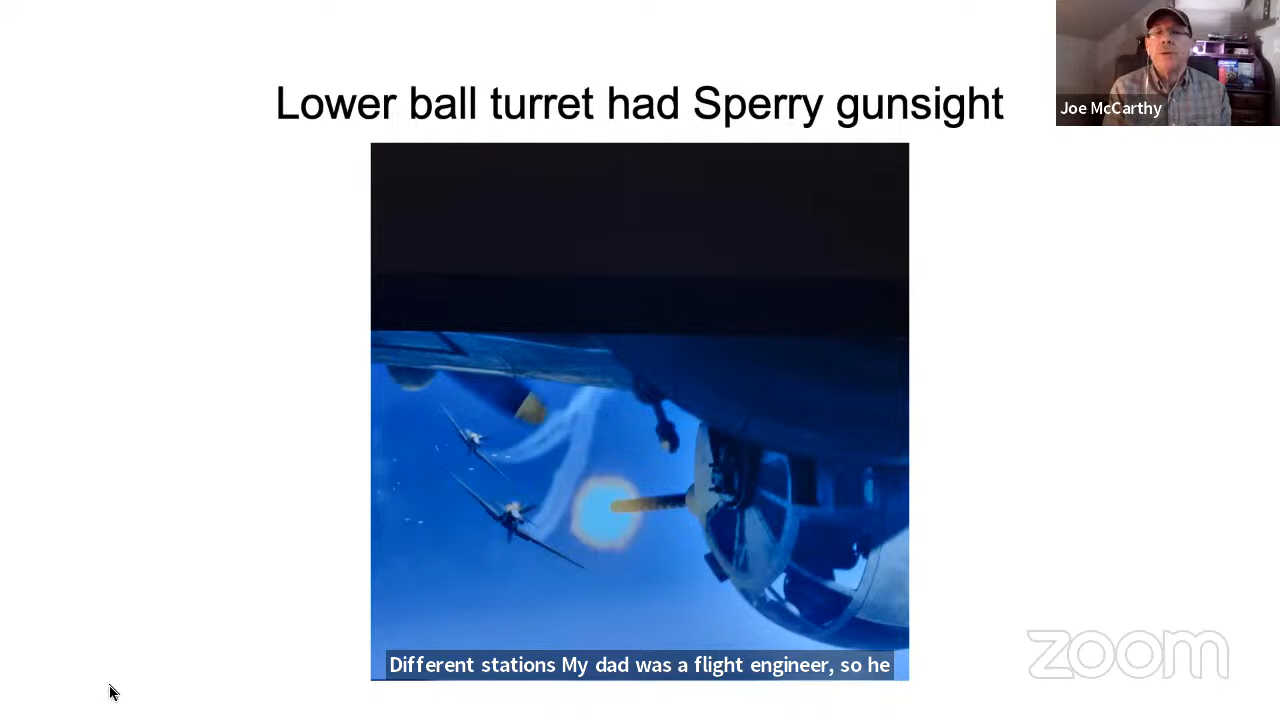 Lower ball turret had Sperry gunsight
Joe McCarthy
Different stations My dad was a flight engineer, so he
zoom